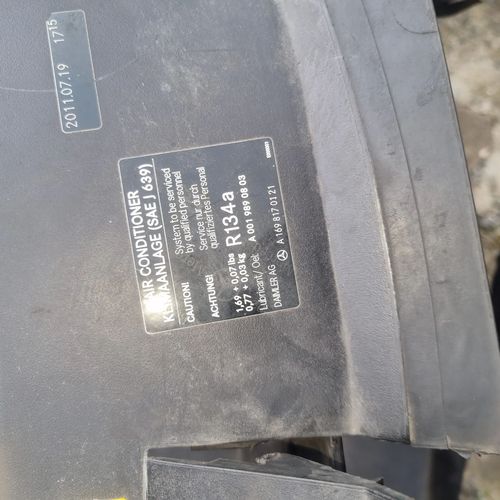 2011.07.19 1715
AIR CONDITIONER
KLIMAANLAGE (SAE J 639)
CAUTION!
System to be serviced
by qualified personnel
ACHTUNG!
Service nur durch
qualifiziertes Personal
1,69 + 0,07 lbs
0,77 + 0,03 kg
R134a
Lubricant / Oel: A 001 989 08 03
DAIMLER AG A 169 817 01 21